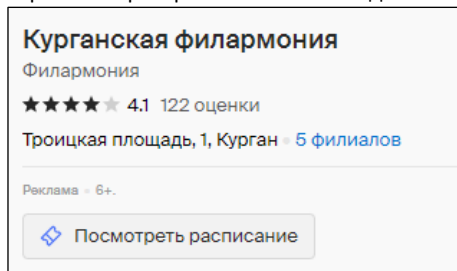 Курганская филармония
Филармония
4.1 122 оценки
Троицкая площадь, 1, Курган • 5 филиалов
Реклама • 6+.
Посмотреть расписание